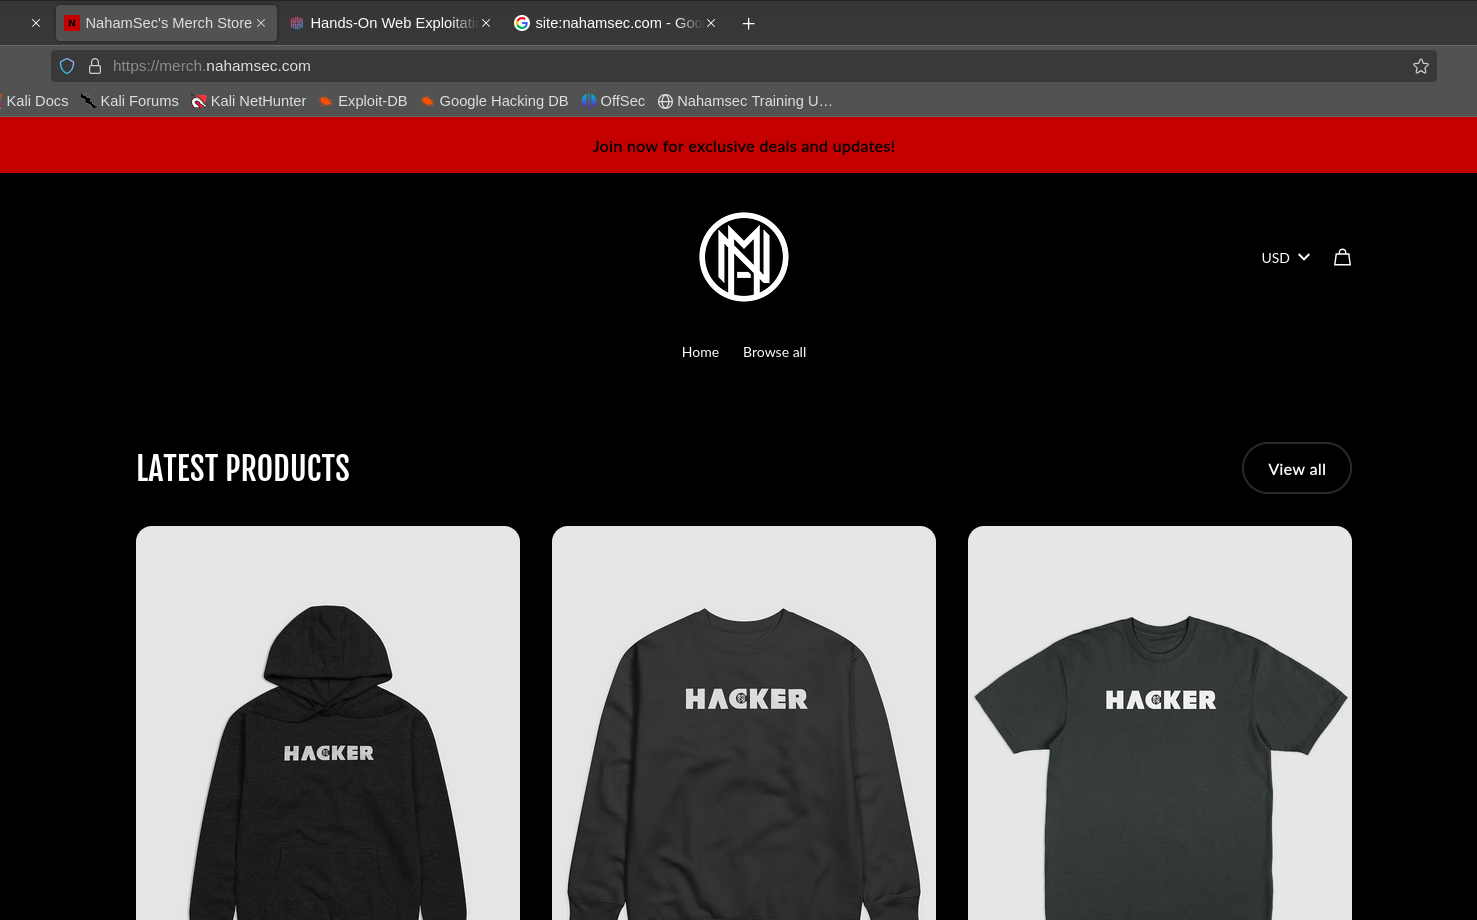 NahamSec's Merch Store
Hands-On Web Exploitati
site:nahamsec.com - Goo
https://merch.nahamsec.com
Kali Docs Kali Forums Kali NetHunter Exploit-DB Google Hacking DB OffSec Nahamsec Training U…
Join now for exclusive deals and updates!
USD
Home Browse all
LATEST PRODUCTS
View all
HACKER
HACKER
HACKER